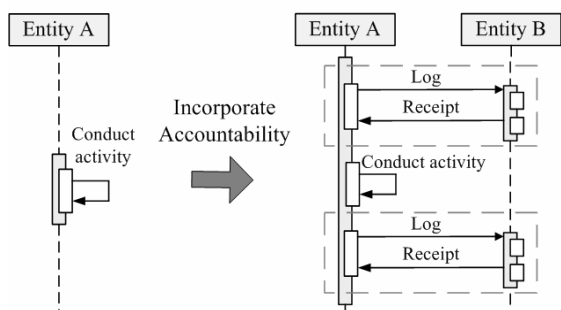 Entity A
Conduct
activity
Incorporate
Accountability
Entity A
Entity B
Log
Receipt
Conduct activity
Log
Receipt